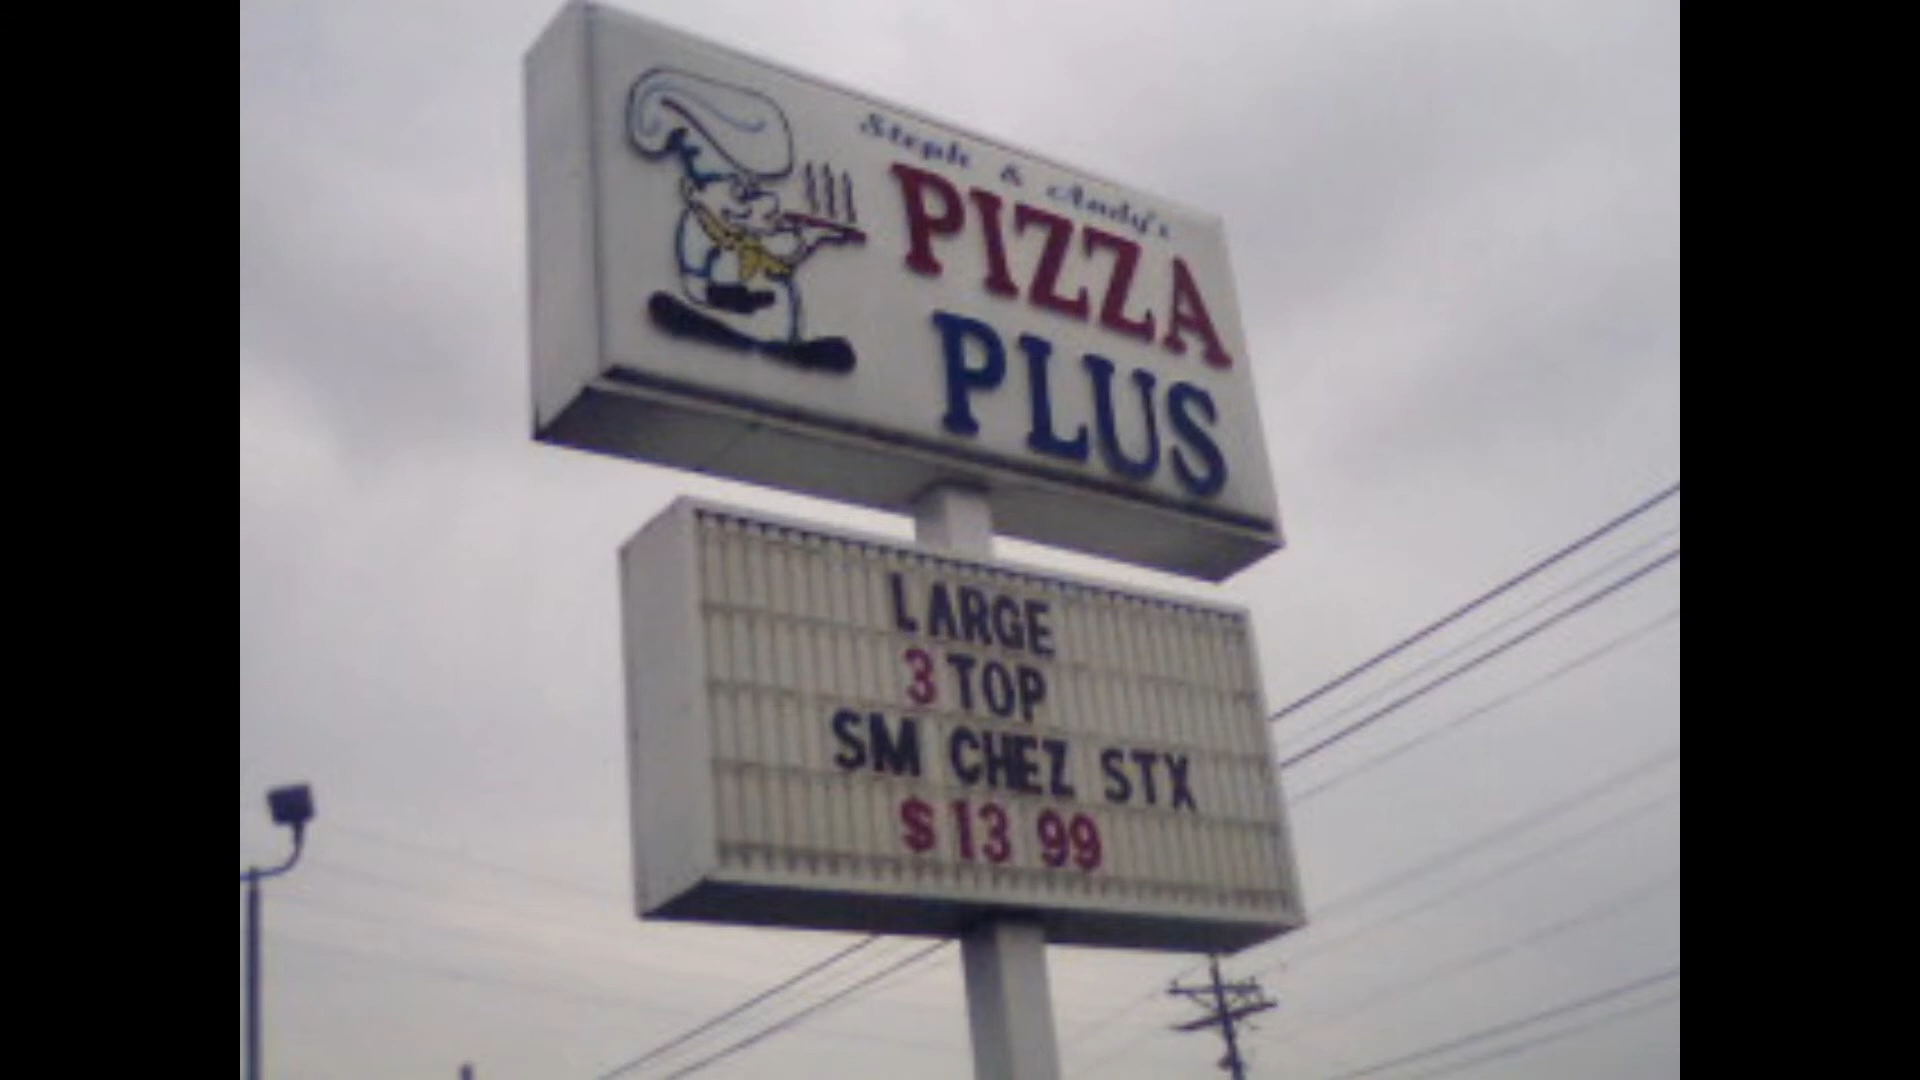 Steph & Andy's
PIZZA
PLUS
LARGE
3 TOP
SM CHEZ STX
$ 13 99